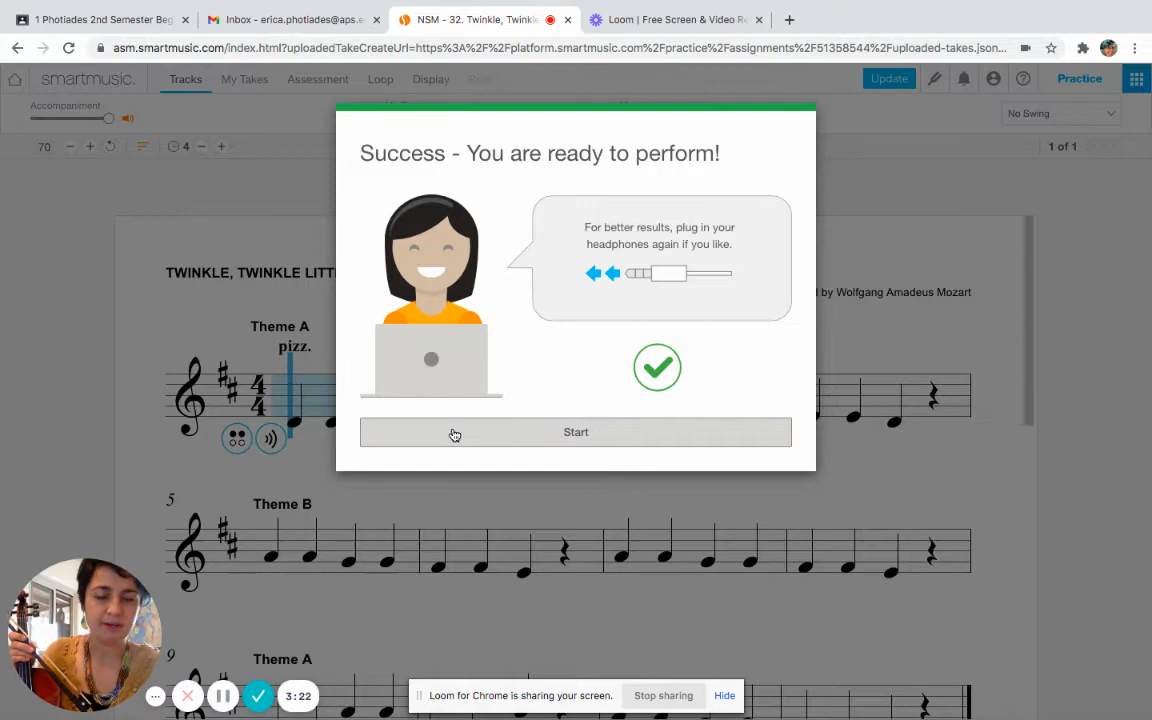 1 Photiades 2nd Semester Beg
Inbox - erica.photiades@aps.e
NSM - 32. Twinkle, Twinkle
Loom | Free Screen & Video Re
asm.smartmusic.com/index.html?uploadedTakeCreateUrl=https%3A%2F%2Fplatform.smartmusic.com%2Fpractice%2Fassignments%2F51358544%2Fuploaded-takes.json...
smartmusic.
Tracks
My Takes
Assessment
Loop
Display
Update
Practice
Accompaniment
No Swing
70
4
1 of 1
Success - You are ready to perform!
For better results, plug in your
headphones again if you like.
Start
TWINKLE, TWINKLE LITT
d by Wolfgang Amadeus Mozart
Theme A
pizz.
4
4
5
Theme B
9
Theme A
3:22
Loom for Chrome is sharing your screen.
Stop sharing
Hide